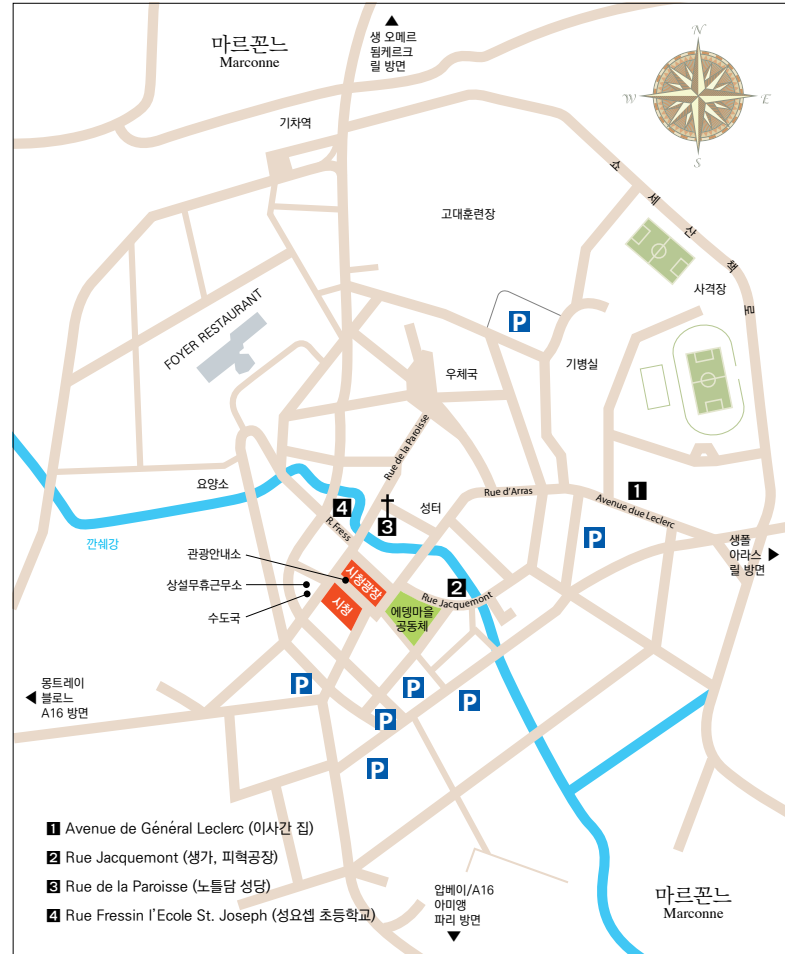 마르꼰느
Marconne
생 오메르
됭케르크
릴 방면
N
W
E
S
기차역
쇼세산책로
고대훈련장
사격장
FOYER RESTAURANT
P
우체국
기병실
Rue de la Paroisse
요양소
4
3
성터
Rue d'Arras
1
Avenue due Leclerc
R. Fress
P
깐쉐강
관광안내소
시청광장
상설무휴근무소
시청
수도국
2
Rue Jacquemont
에뎅마을
공동체
생폴
아라스
릴 방면
몽트레이
블로느
A16 방면
P
P
P
P
P
1 Avenue de Général Leclerc (이사간 집)
2 Rue Jacquemont (생가, 피혁공장)
3 Rue de la Paroisse (노틀담 성당)
4 Rue Fressin l'Ecole St. Joseph (성요셉 초등학교)
압베이/A16
아미앵
파리 방면
마르꼰느
Marconne